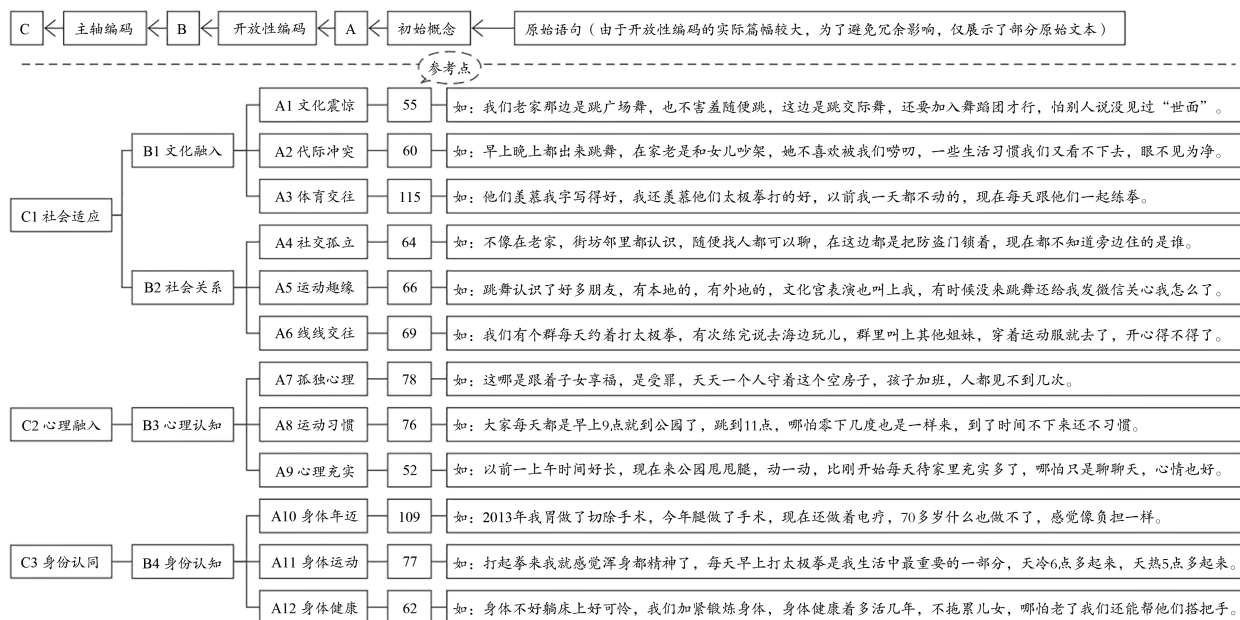 C 主轴编码 B 开放性编码 A 初始概念 原始语句（由于开放性编码的实际篇幅较大，为了避免冗余影响，仅展示了部分原始文本）
参考点
A1 文化震惊 55 如：我们老家那边是跳广场舞，也不害羞随便跳，这边是跳交际舞，还要加入舞蹈团才行，怕别人说没见过“世面”。
B1 文化融入 A2 代际冲突 60 如：早上晚上都出来跳舞，在家老是和女儿吵架，她不喜欢被我们唠叨，一些生活习惯我们又看不下去，眼不见为净。
A3 体育交往 115 如：他们羡慕我字写得好，我还羡慕他们太极拳打的好，以前我一天都不动的，现在每天跟他们一起练拳。
C1 社会适应
A4 社交孤立 64 如：不像在老家，街坊邻里都认识，随便找人都可以聊，在这边都是把防盗门锁着，现在都不知道旁边住的是谁。
B2 社会关系 A5 运动趣缘 66 如：跳舞认识了好多朋友，有本地的，有外地的，文化宫表演也叫上我，有时候没来跳舞还给我发微信关心我怎么了。
A6 线线交往 69 如：我们有个群每天约着打太极拳，有次练完说去海边玩儿，群里叫上其他姐妹，穿着运动服就去了，开心得不得了。
A7 孤独心理 78 如：这哪是跟着子女享福，是受罪，天天一个人守着这个空房子，孩子加班，人都见不到几次。
C2 心理融入 B3 心理认知 A8 运动习惯 76 如：大家每天都是早上9点就到公园了，跳到11点，哪怕零下几度也是一样来，到了时间不下来还不习惯。
A9 心理充实 52 如：以前一上午时间好长，现在来公园甩甩腿，动一动，比刚开始每天待家里充实多了，哪怕只是聊聊天，心情也好。
A10 身体年迈 109 如：2013年我胃做了切除手术，今年腿做了手术，现在还做着电疗，70多岁什么也做不了，感觉像负担一样。
C3 身份认同 B4 身份认知 A11 身体运动 77 如：打起拳来我就感觉浑身都精神了，每天早上打太极拳是我生活中最重要的一部分，天冷6点多起来，天热5点多起来。
A12 身体健康 62 如：身体不好躺床上好可怜，我们加紧锻炼身体，身体健康着多活几年，不拖累儿女，哪怕老了我们还能帮他们搭把手。